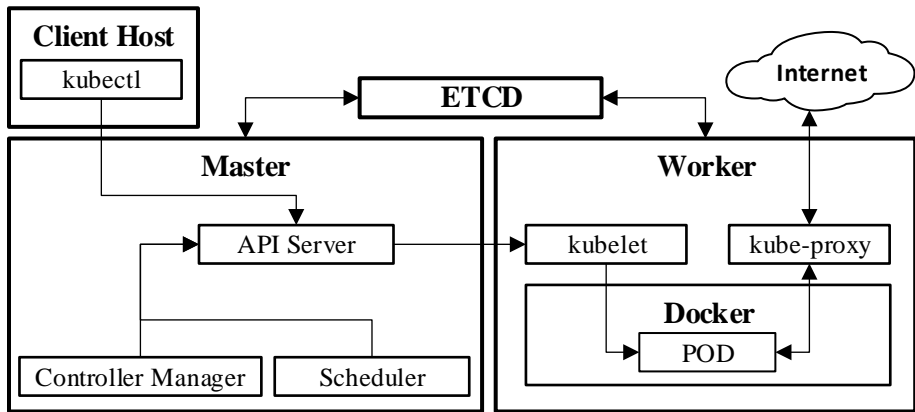 Client Host
kubectl
ETCD
Internet
Master
Worker
API Server
kubelet
kube-proxy
Docker
POD
Controller Manager
Scheduler